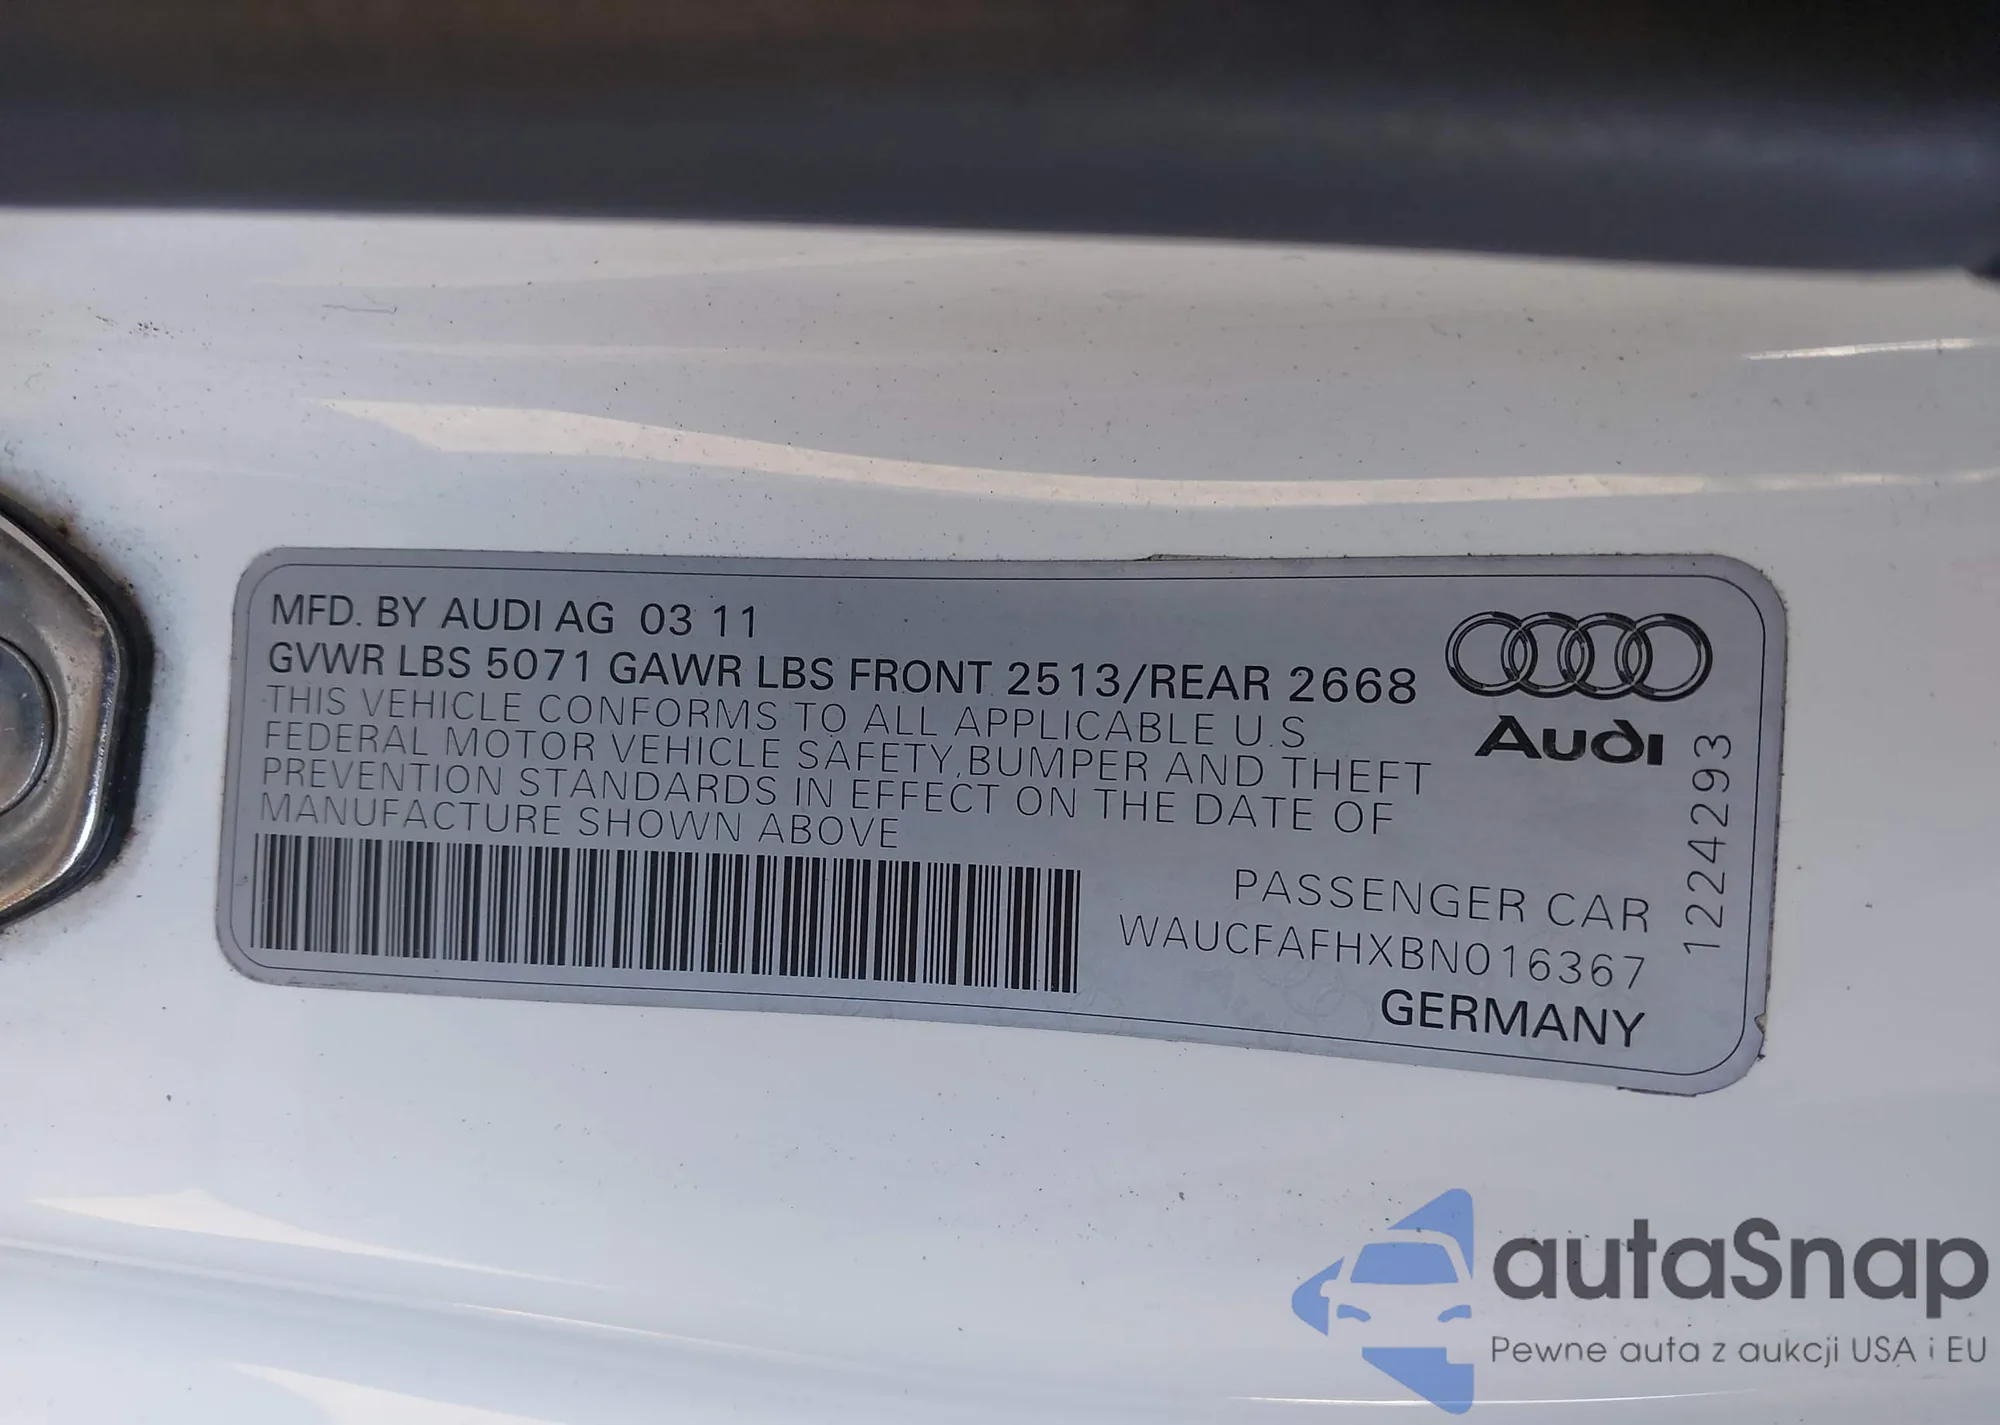 MFD. BY AUDI AG 03 11
GVWR LBS 5071 GAWR LBS FRONT 2513/REAR 2668
THIS VEHICLE CONFORMS TO ALL APPLICABLE U.S
FEDERAL MOTOR VEHICLE SAFETY, BUMPER AND THEFT
PREVENTION STANDARDS IN EFFECT ON THE DATE OF
MANUFACTURE SHOWN ABOVE
Audi
1224293
PASSENGER CAR
WAUCFAFHXBN016367
GERMANY
autaSnap
Pewne auta z aukcji USA i EU